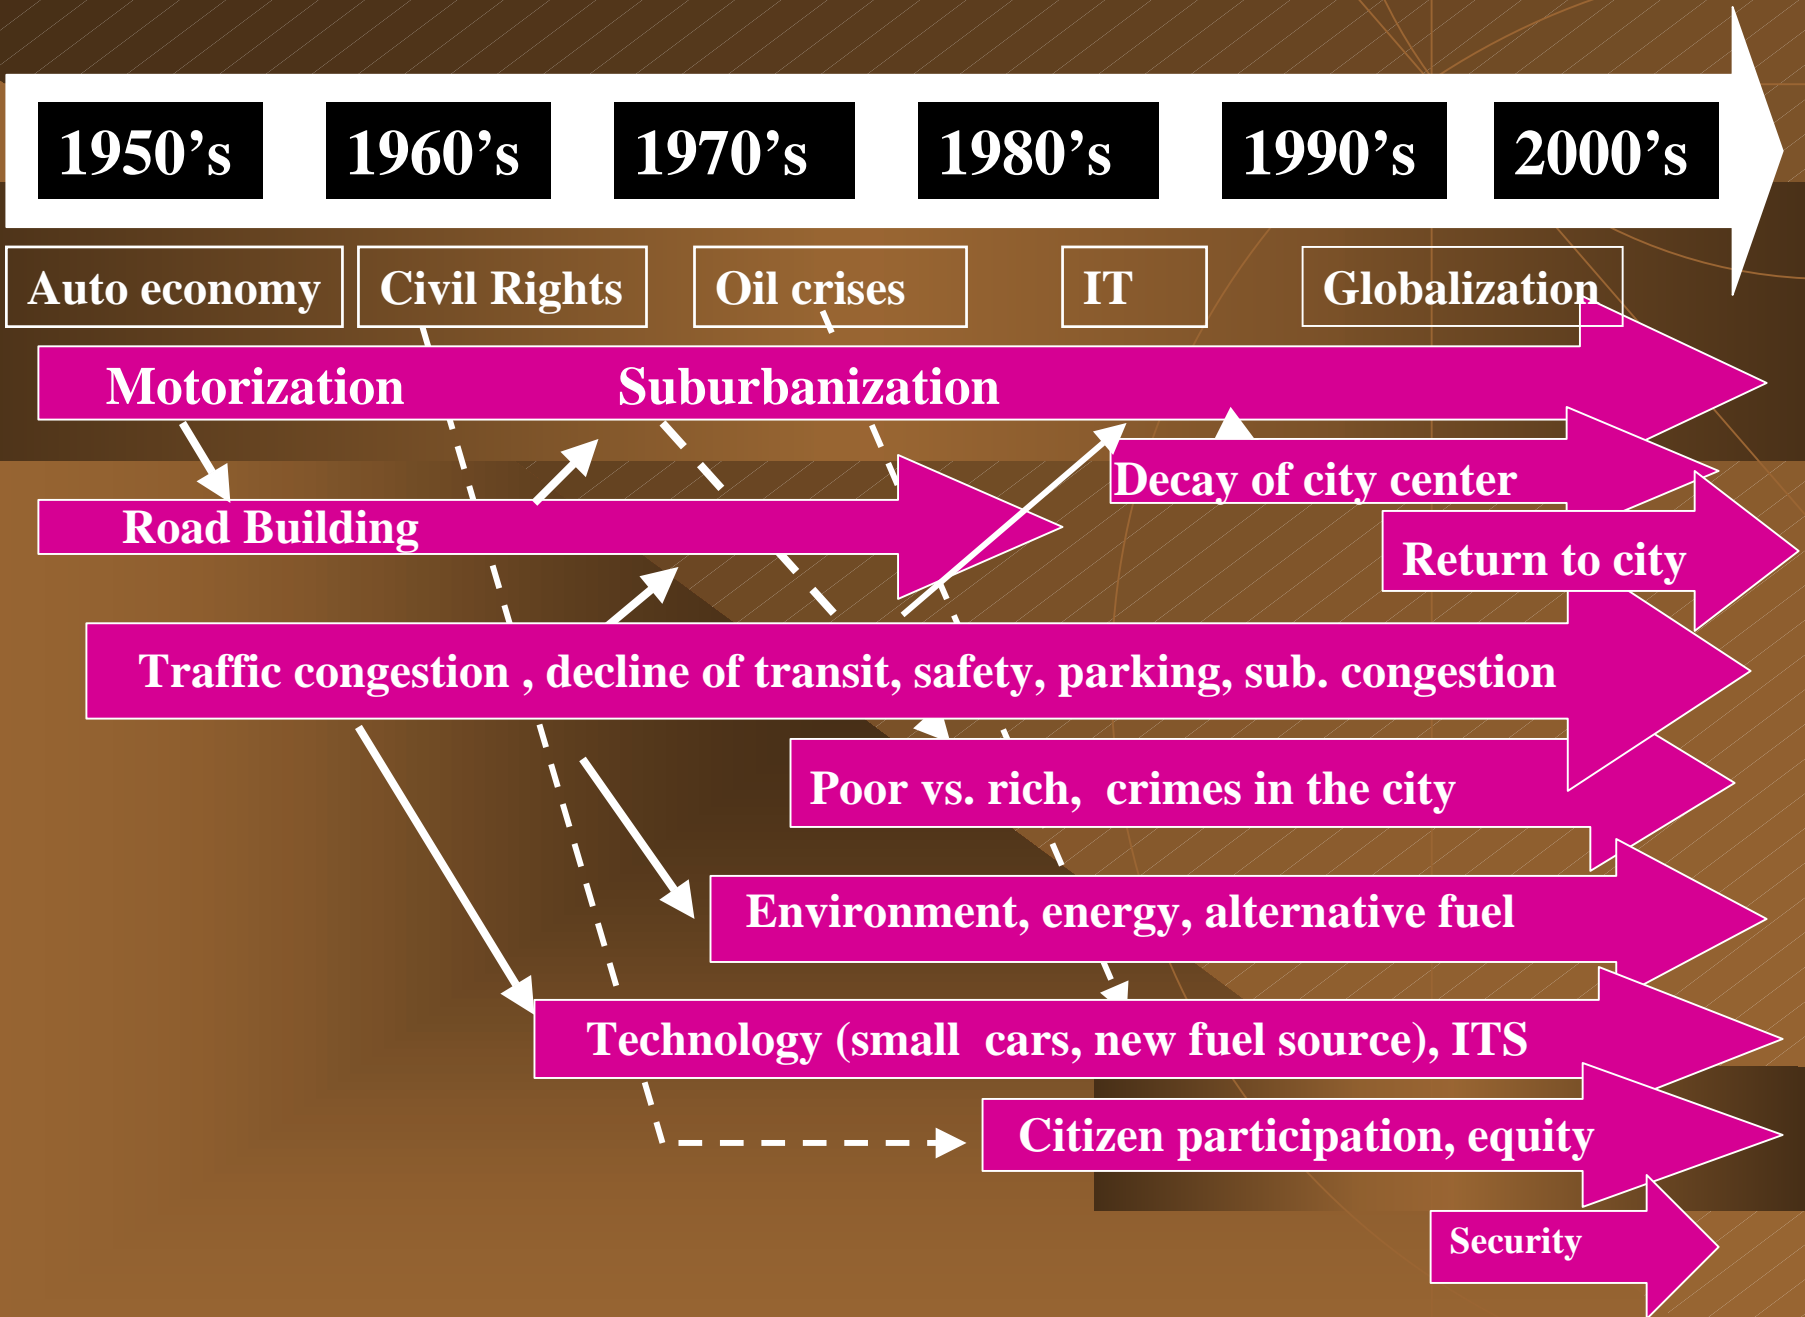 1950’s 1960’s 1970’s 1980’s 1990’s 2000’s
Auto economy Civil Rights Oil crises IT Globalization
Motorization Suburbanization
Decay of city center
Road Building
Return to city
Traffic congestion , decline of transit, safety, parking, sub. congestion
Poor vs. rich,  crimes in the city
Environment, energy, alternative fuel
Technology (small  cars, new fuel source), ITS
Citizen participation, equity
Security